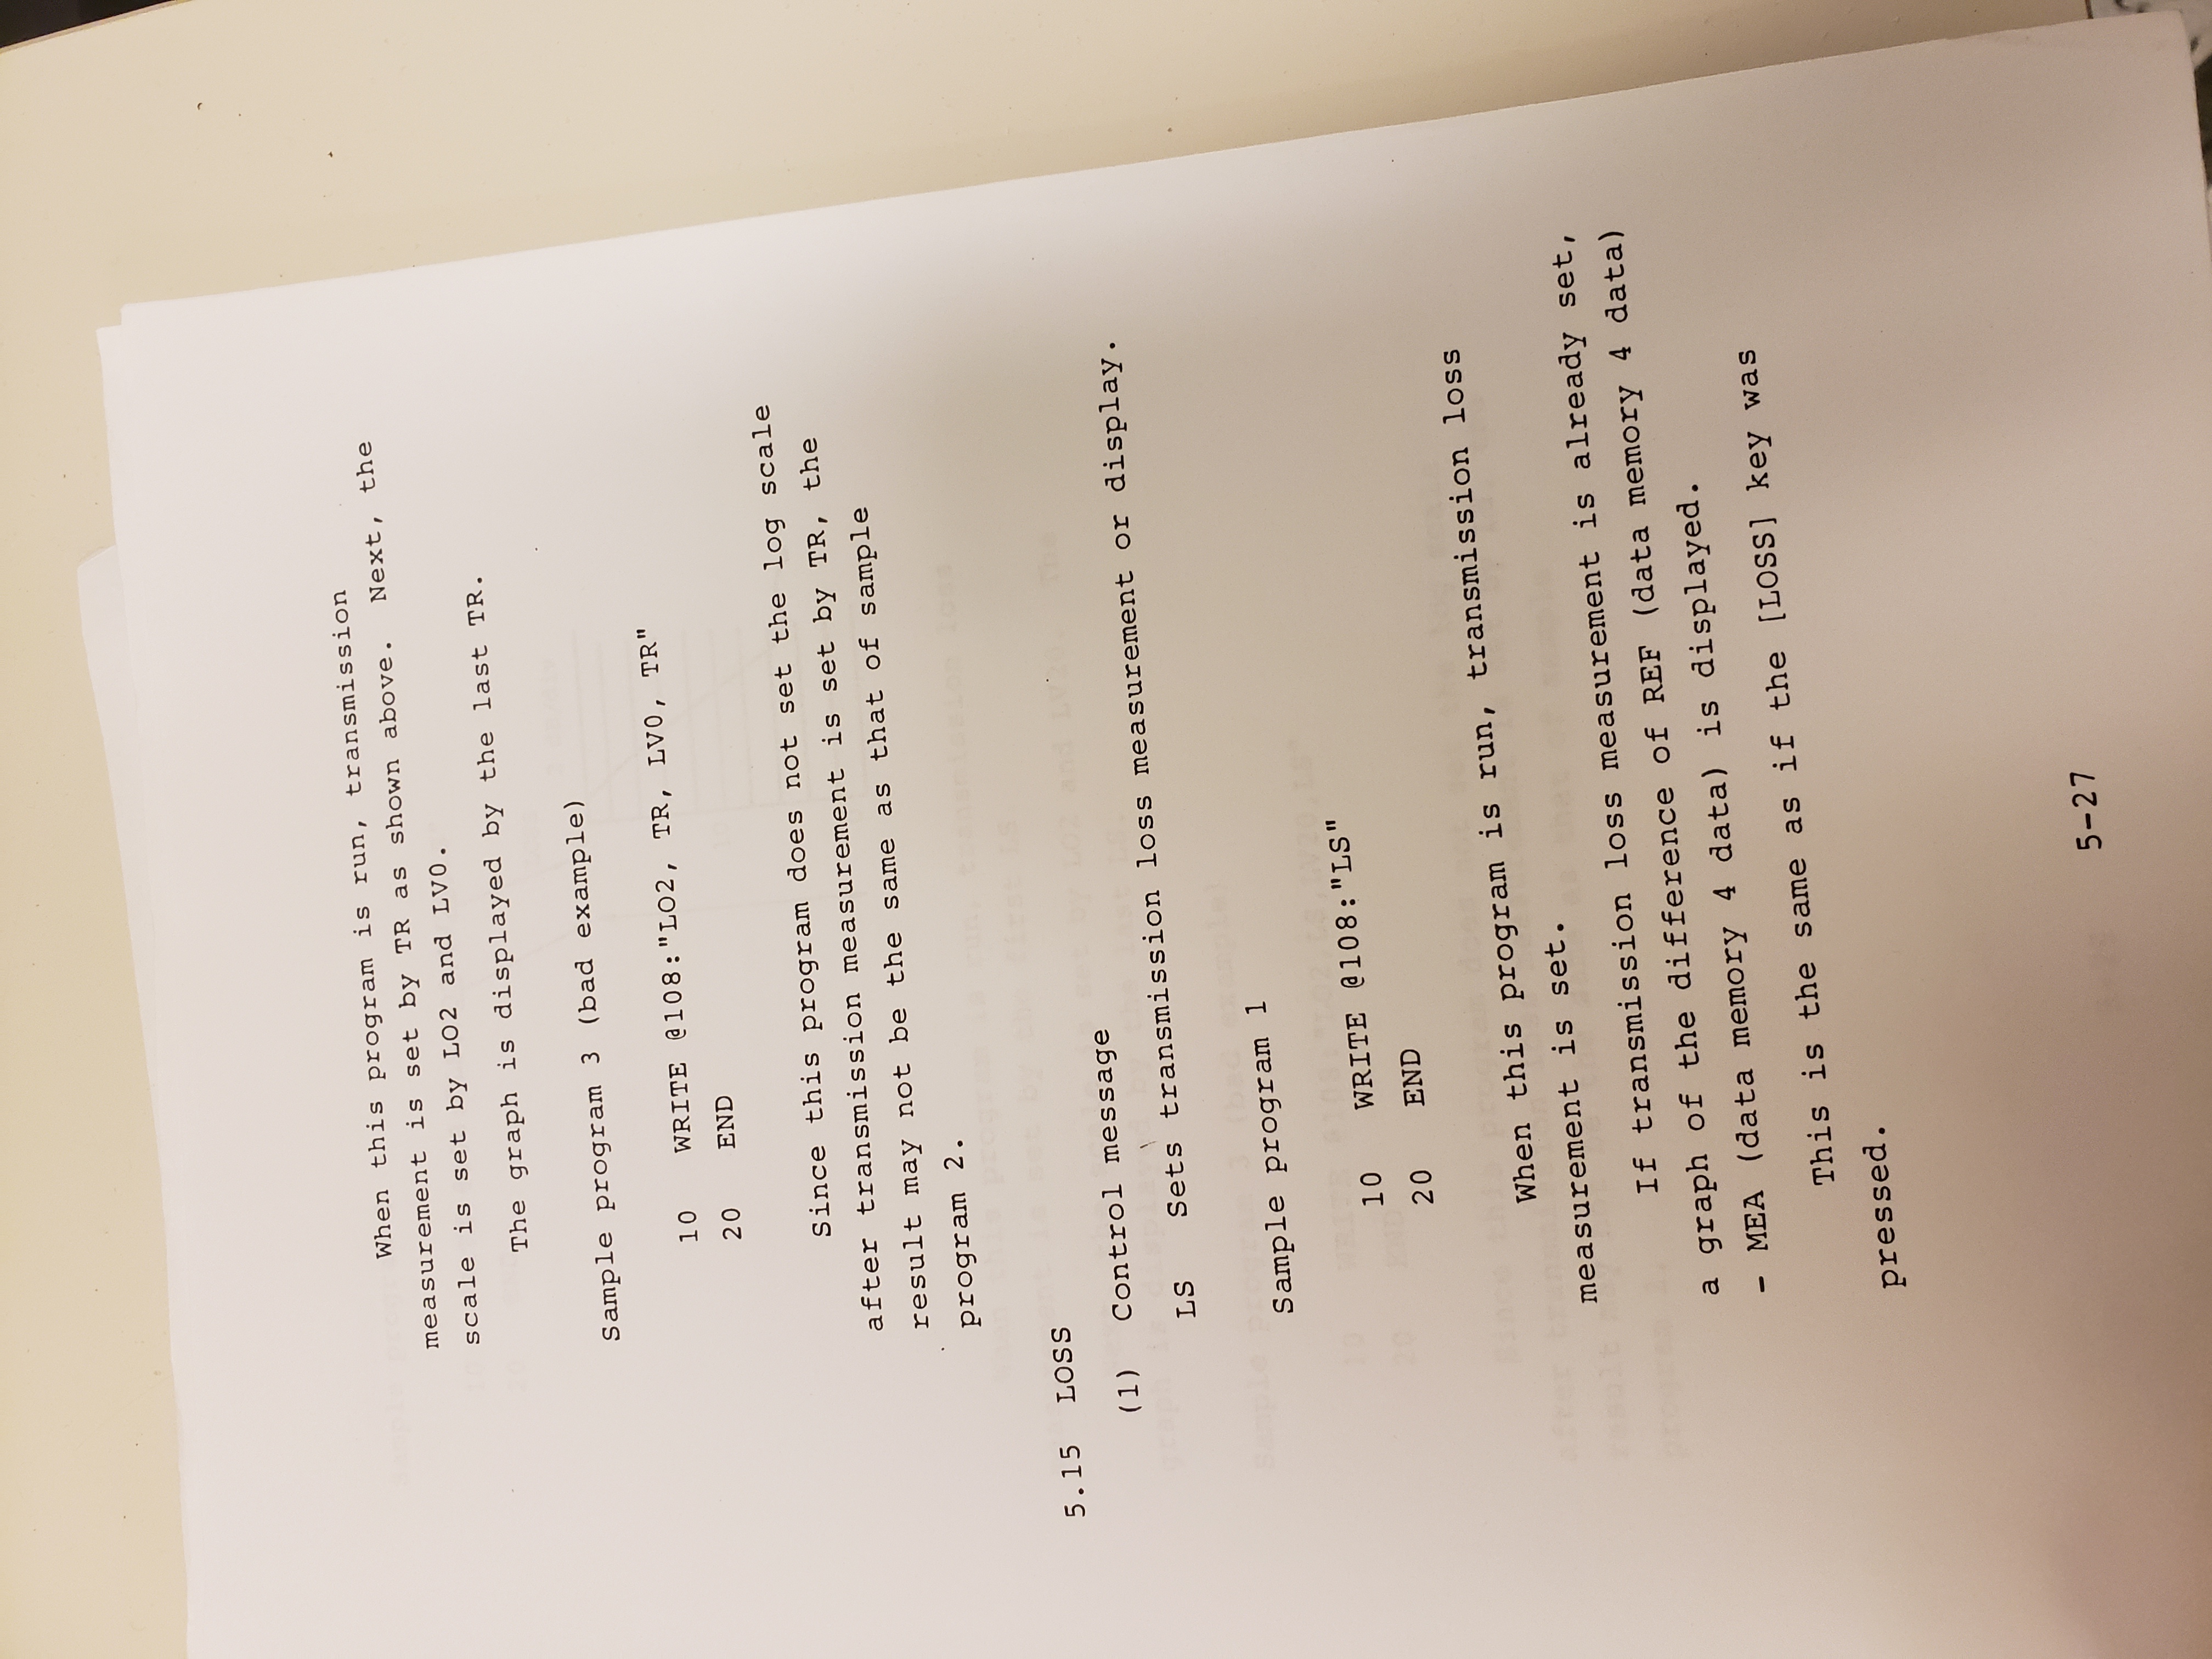 When this program is run, transmission
measurement is set by TR as shown above. Next, the
scale is set by LO2 and LV0.
The graph is displayed by the last TR.
Sample program 3 (bad example)
10 WRITE @108:"LO2, TR, LV0, TR"
20 END
Since this program does not set the log scale
after transmission measurement is set by TR, the
result may not be the same as that of sample
program 2.
5.15 LOSS
(1) Control message
LS Sets transmission loss measurement or display.
Sample program 1
10 WRITE @108:"LS"
20 END
When this program is run, transmission loss
measurement is set.
If transmission loss measurement is already set,
a graph of the difference of REF (data memory 4 data)
- MEA (data memory 4 data) is displayed.
This is the same as if the [LOSS] key was
pressed.
5-27